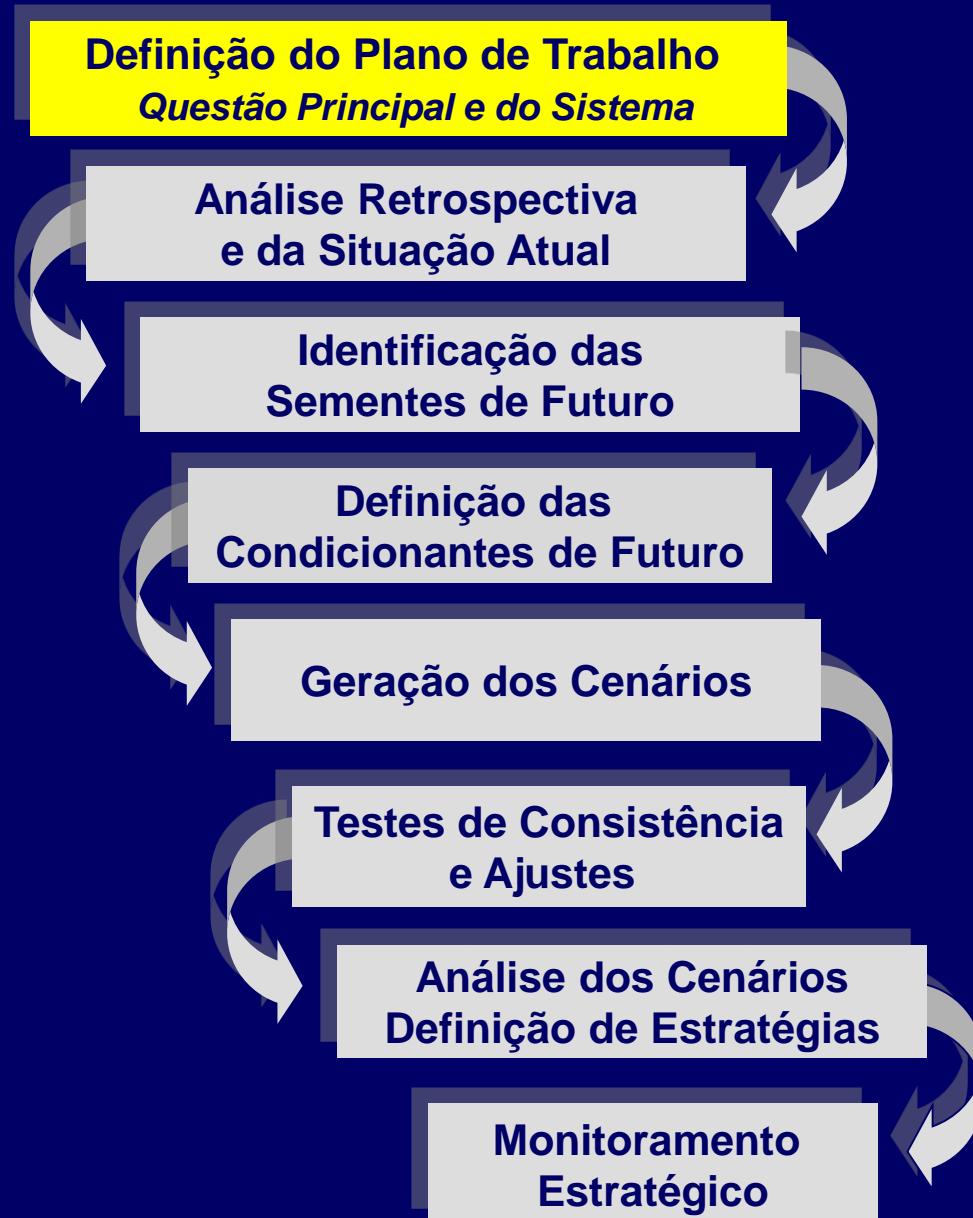 Definição do Plano de Trabalho
Questão Principal e do Sistema
Análise Retrospectiva
e da Situação Atual
Identificação das
Sementes de Futuro
Definição das
Condicionantes de Futuro
Geração dos Cenários
Testes de Consistência
e Ajustes
Análise dos Cenários
Definição de Estratégias
Monitoramento
Estratégico